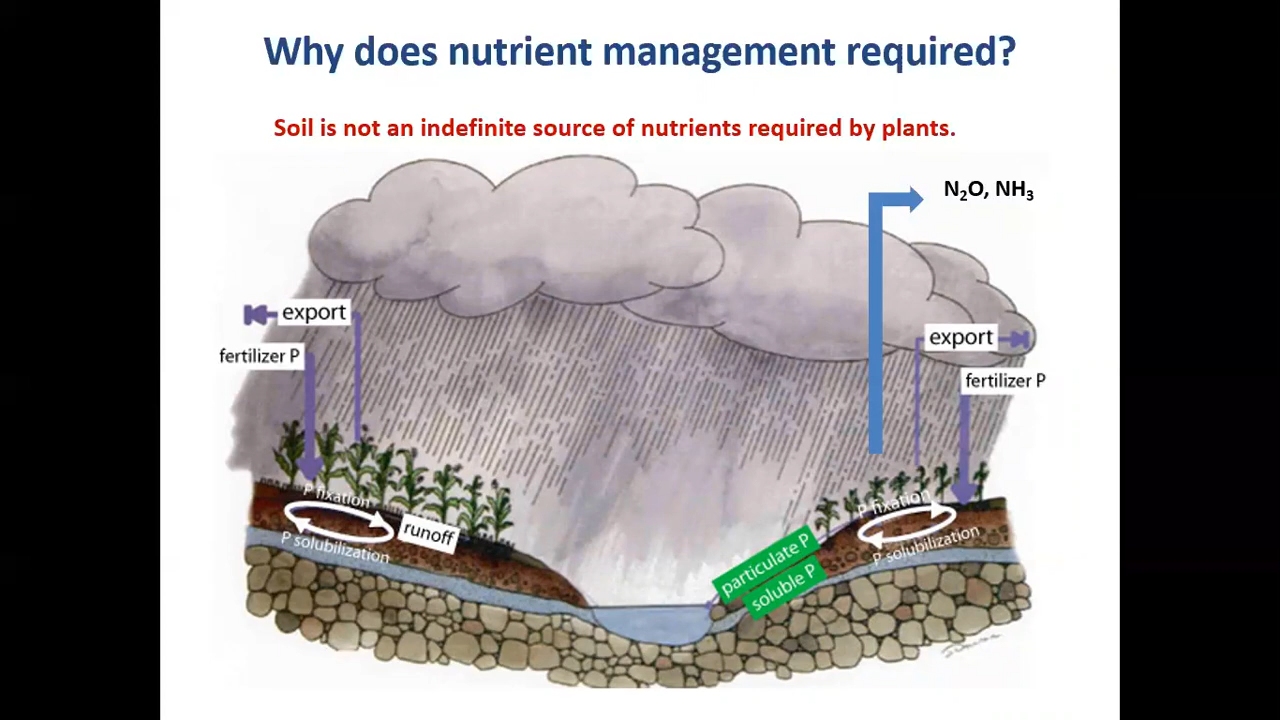 Why does nutrient management required?
Soil is not an indefinite source of nutrients required by plants.
N₂O, NH₃
export
export
fertilizer P
fertilizer P
P fixation
P fixation
runoff
P solubilization
P solubilization
particulate P
soluble P